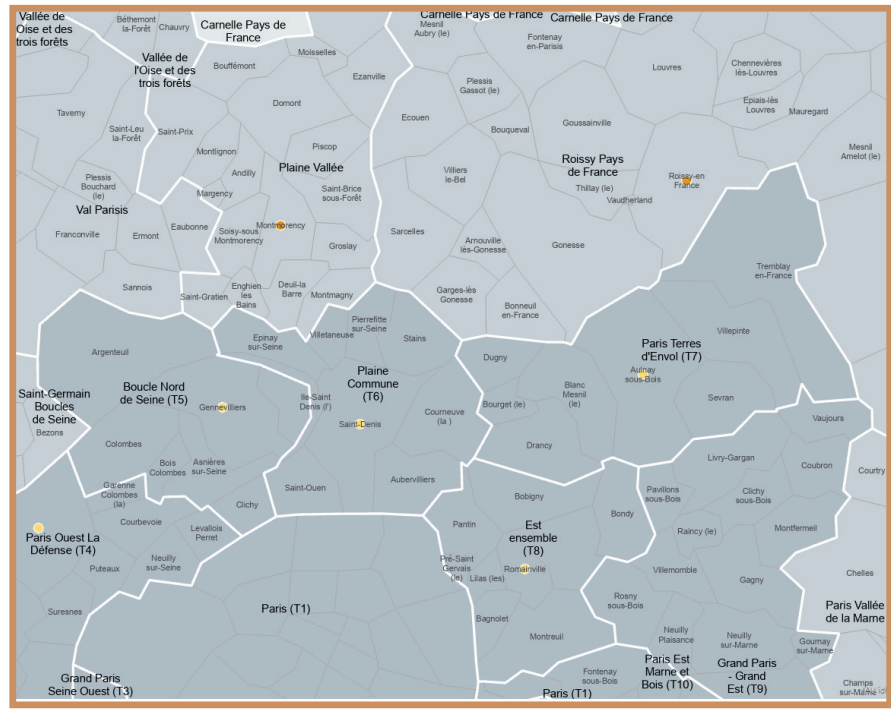 Vallée de
Oise et des
trois forêts
Béthemont
la-Forêt
Chauvry
Carnelle Pays de
France
Carnelle Pays de France
Carnelle Pays de France
Mesnil
Aubry (le)
Fontenay
en-Parisis
Moisselles
Vallée de
l'Oise et des
trois forêts
Bouffémont
Ezanville
Louvres
Chennevières
lès-Louvres
Plessis
Gassot (le)
Domont
Epiais-lès
Louvres
Mauregard
Taverny
Ecouen
Goussainville
Bouqueval
Saint-Leu
la-Forêt
Saint-Prix
Montlignon
Piscop
Mesnil
Amelot (le)
Plaine Vallée
Andilly
Villiers
le-Bel
Roissy Pays
de France
Roissy-en
France
Plessis
Bouchard
(le)
Margency
Saint-Brice
sous-Forêt
Thillay (le)
Vaudherland
Val Parisis
Franconville
Ermont
Eaubonne
Soisy-sous
Montmorency
Montmorency
Groslay
Sarcelles
Arnouville
lès-Gonesse
Gonesse
Tremblay
en-France
Sannois
Saint-Gratien
Enghien
les
Bains
Deuil-la
Barre
Montmagny
Garges-lès
Gonesse
Bonneuil
en-France
Epinay
sur-Seine
Villetaneuse
Pierrefitte
sur-Seine
Stains
Villepinte
Argenteuil
Dugny
Paris Terres
d'Envol (T7)
Aulnay
sous-Bois
Plaine
Commune
(T6)
Boucle Nord
de Seine (T5)
Blanc
Mesnil
(le)
Sevran
Saint-Germain
Boucles
de Seine
Bezons
Gennevilliers
Ile-Saint
Denis (l')
Saint-Denis
Courneuve
(la )
Bourget (le)
Vaujours
Colombes
Drancy
Bois
Colombes
Asnières
sur-Seine
Livry-Gargan
Coubron
Courtry
Garenne
Colombes
(la)
Clichy
Saint-Ouen
Aubervilliers
Bobigny
Pavillons
sous-Bois
Clichy
sous-Bois
Courbevoie
Levallois
Perret
Pantin
Est
ensemble
(T8)
Bondy
Raincy (le)
Montfermeil
Paris Ouest La
Défense (T4)
Puteaux
Neuilly
sur-Seine
Pré-Saint
Gervais
(le)
Lilas (les)
Romainville
Villemomble
Gagny
Chelles
Suresnes
Paris (T1)
Bagnolet
Rosny
sous-Bois
Paris Vallée
de la Marne
Montreuil
Neuilly
Plaisance
Neuilly
sur-Marne
Gournay
sur-Marne
Grand Paris
Seine Ouest (T3)
Fontenay
sous-Bois
Paris (T1)
Paris Est
Marne et
Bois (T10)
Grand Paris
- Grand
Est (T9)
Champs
sur-Marne